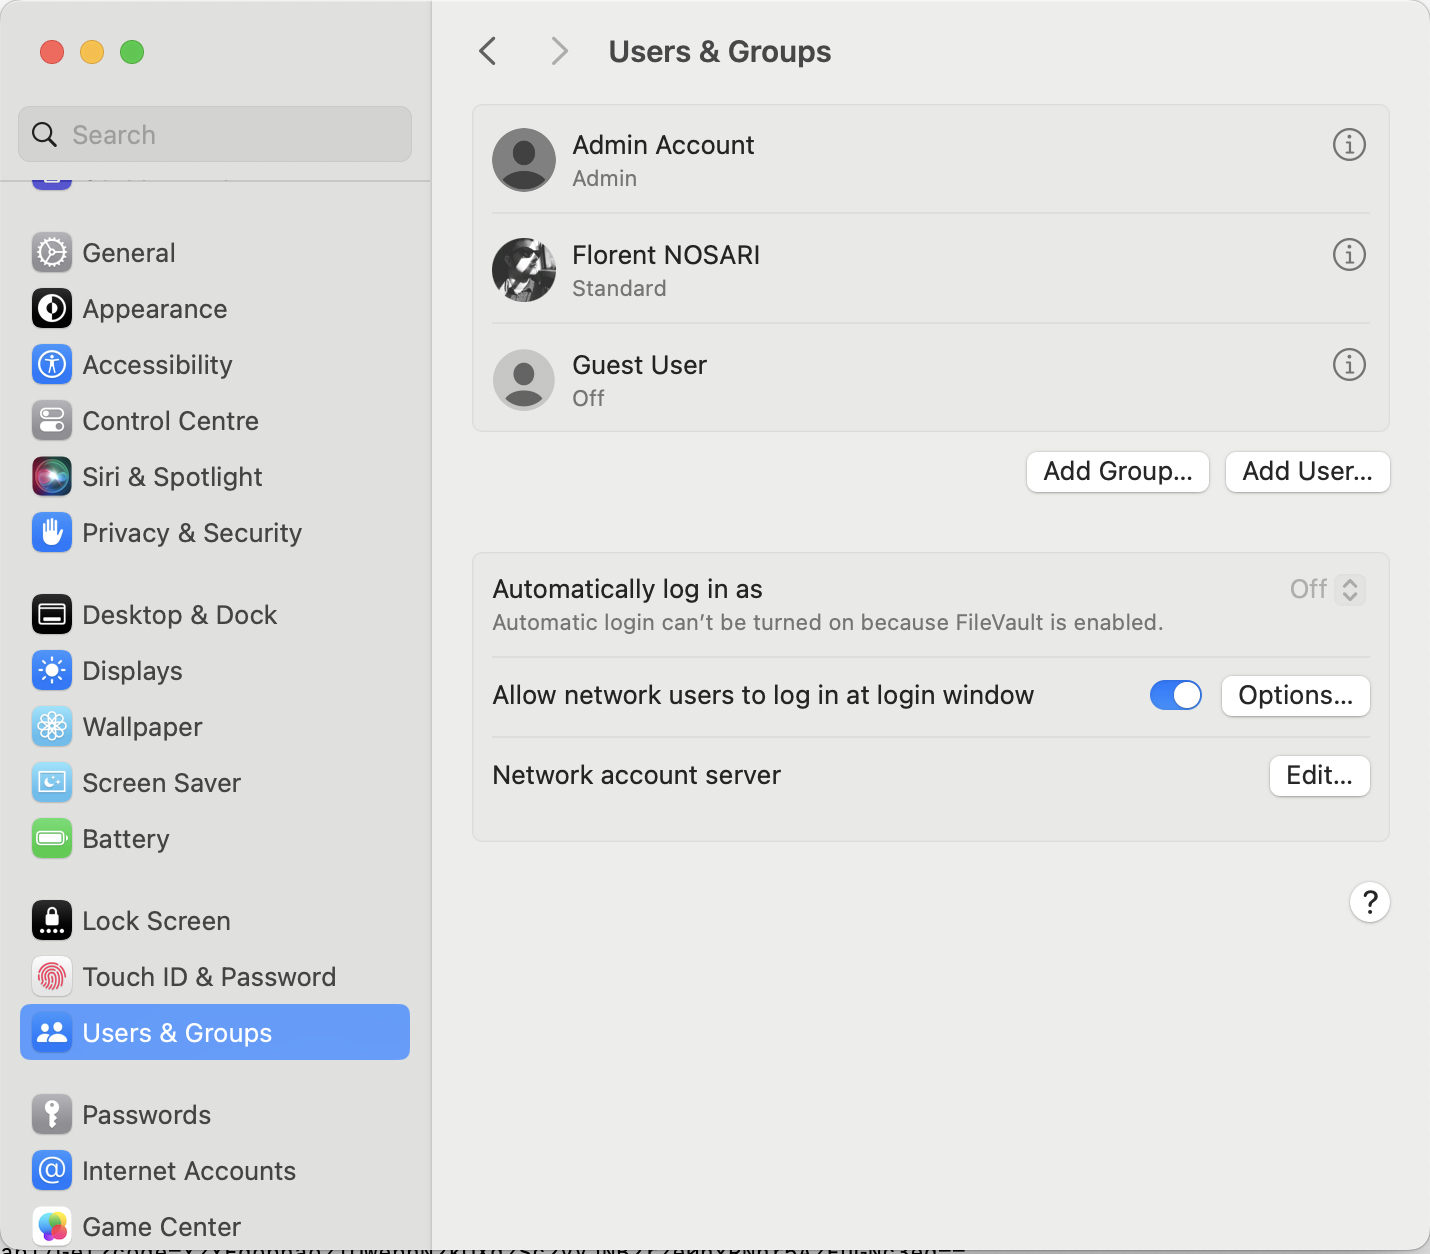 Users & Groups
Search
General
Appearance
Accessibility
Control Centre
Siri & Spotlight
Privacy & Security
Desktop & Dock
Displays
Wallpaper
Screen Saver
Battery
Lock Screen
Touch ID & Password
Users & Groups
Passwords
Internet Accounts
Game Center
Admin Account
Admin
Florent NOSARI
Standard
Guest User
Off
Add Group...
Add User...
Automatically log in as
Off
Automatic login can't be turned on because FileVault is enabled.
Allow network users to log in at login window
Options...
Network account server
Edit...
?